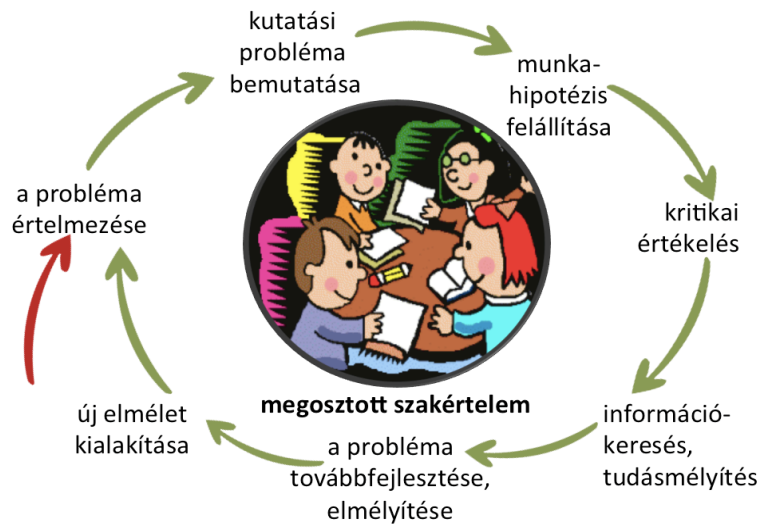 kutatási
probléma
bemutatása
munka-
hipotézis
felállítása
kritikai
értékelés
információ-
keresés,
tudásmélyítés
a probléma
továbbfejlesztése,
elmélyítése
új elmélet
kialakítása
a probléma
értelmezése
megosztott szakértelem